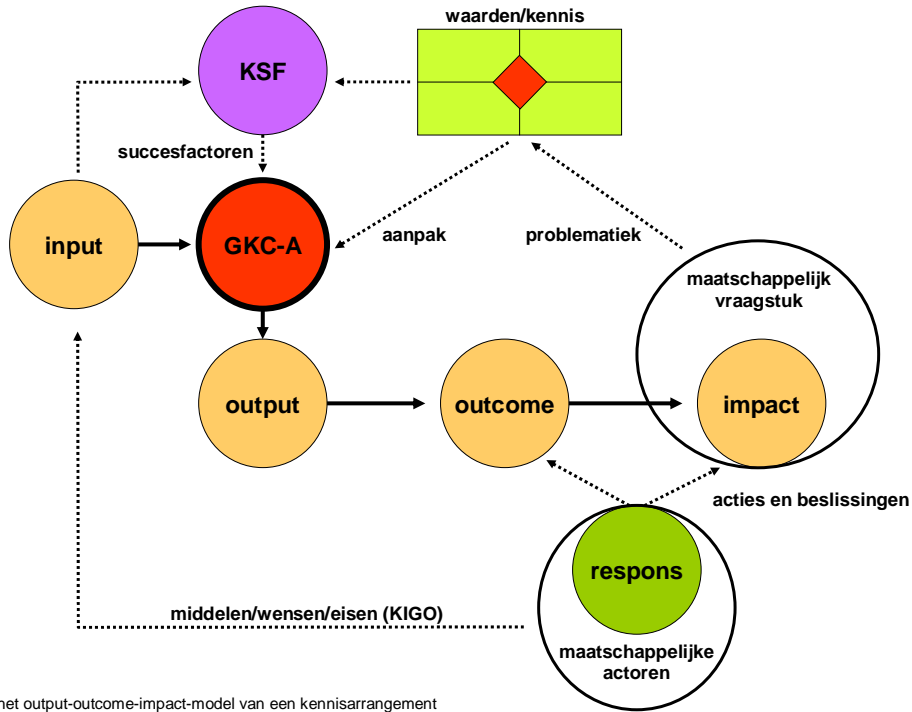 waarden/kennis
KSF
succesfactoren
input
GKC-A
aanpak
problematiek
maatschappelijk
vraagstuk
output
outcome
impact
acties en beslissingen
respons
middelen/wensen/eisen (KIGO)
maatschappelijke
actoren
het output-outcome-impact-model van een kennisarrangement